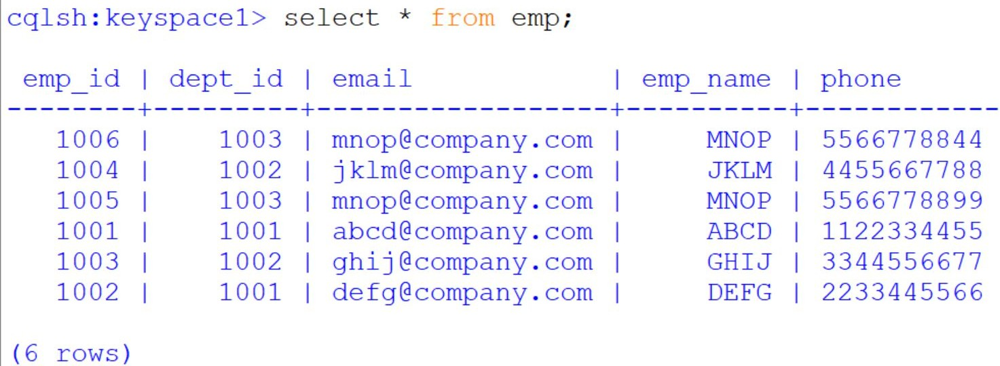 cqlsh:keyspace1> select * from emp;
 emp_id | dept_id | email            | emp_name | phone
--------+---------+------------------+----------+------------
   1006 |    1003 | mnop@company.com |     MNOP | 5566778844
   1004 |    1002 | jklm@company.com |     JKLM | 4455667788
   1005 |    1003 | mnop@company.com |     MNOP | 5566778899
   1001 |    1001 | abcd@company.com |     ABCD | 1122334455
   1003 |    1002 | ghij@company.com |     GHIJ | 3344556677
   1002 |    1001 | defg@company.com |     DEFG | 2233445566
(6 rows)